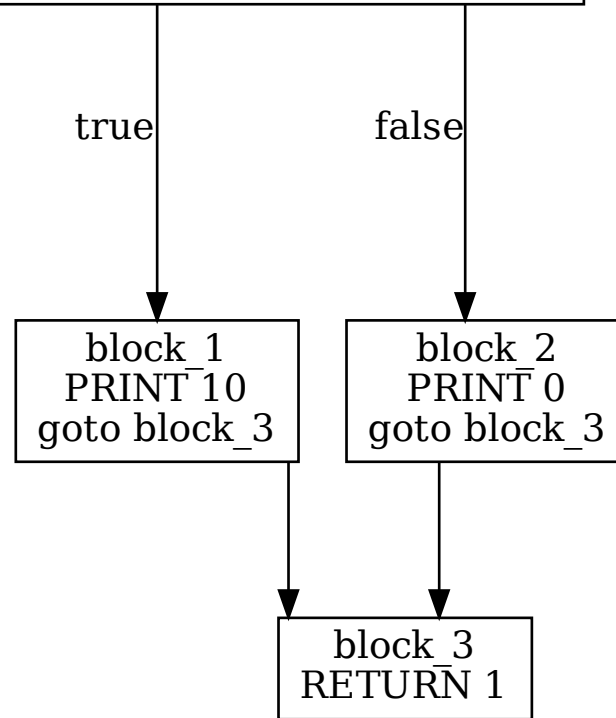 true
false
block_1
PRINT 10
goto block_3
block_2
PRINT 0
goto block_3
block_3
RETURN 1